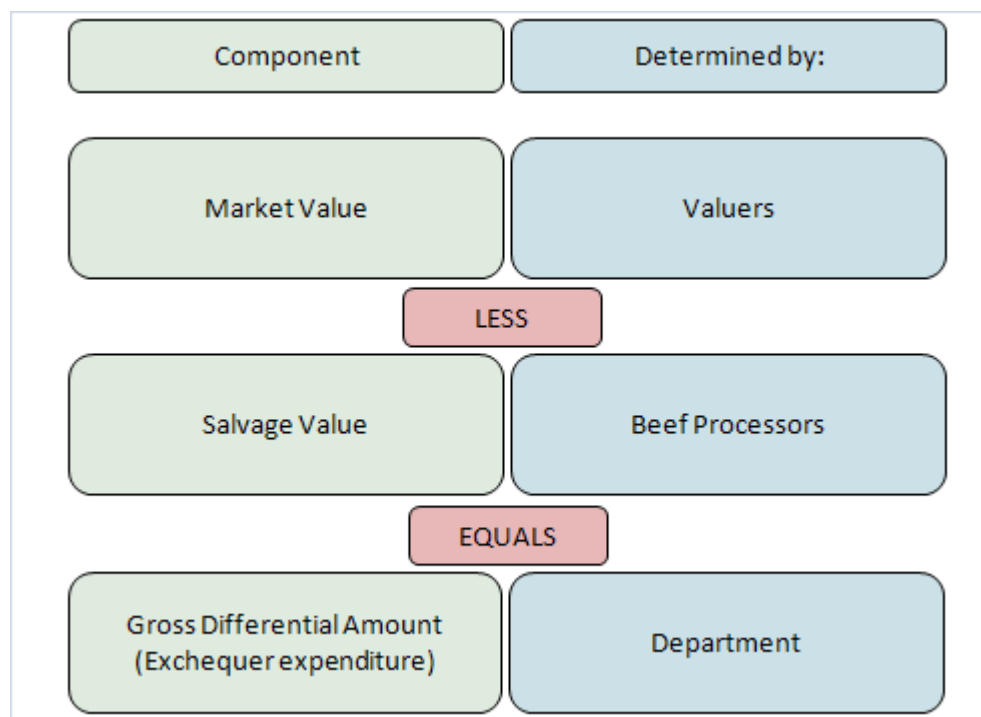 Component
Determined by:
Market Value
Valuers
LESS
Salvage Value
Beef Processors
EQUALS
Gross Differential Amount
(Exchequer expenditure)
Department